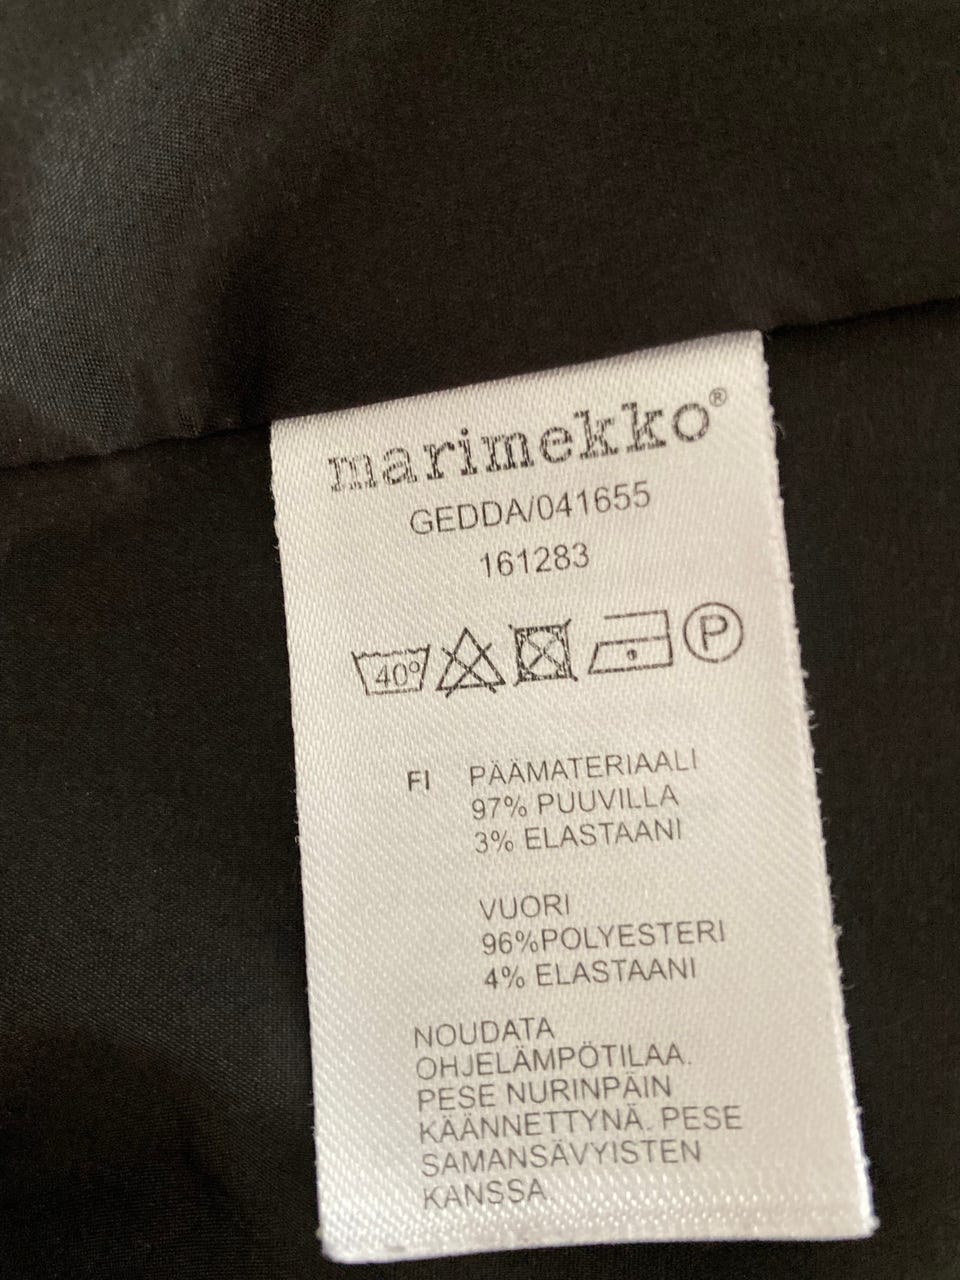 marimekko®
GEDDA/041655
161283
40° P
FI PÄÄMATERIAALI
97% PUUVILLA
3% ELASTAANI
VUORI
96%POLYESTERI
4% ELASTAANI
NOUDATA
OHJELÄMPÖTILAA.
PESE NURINPÄIN
KÄÄNNETTYNÄ. PESE
SAMANSÄVYISTEN
KANSSA